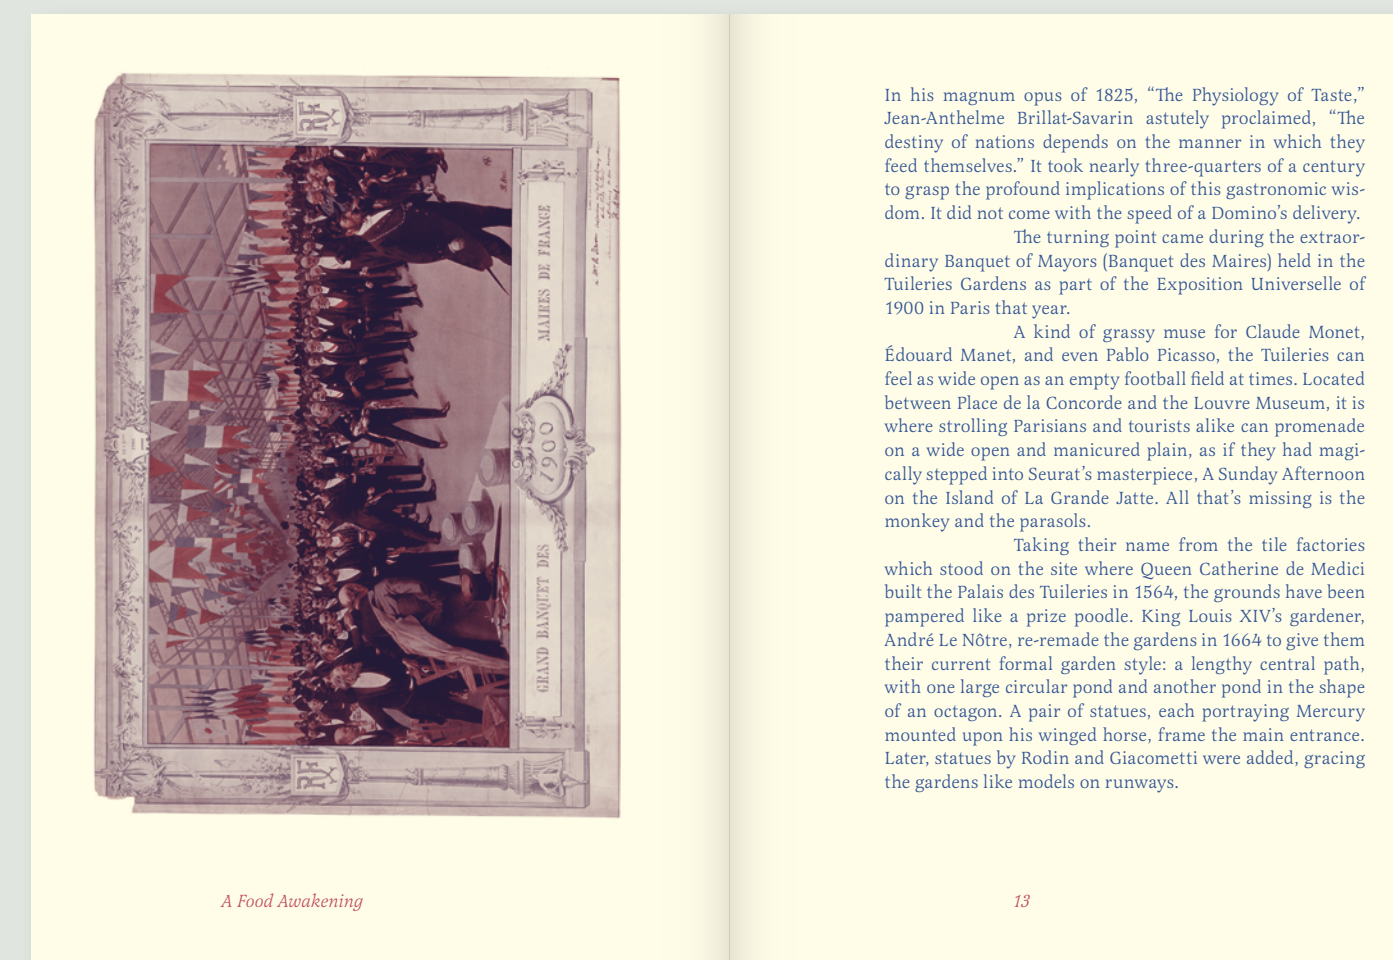 RF
MAIRES DE FRANCE
1900
GRAND BANQUET DES
RF
A Food Awakening
In his magnum opus of 1825, “The Physiology of Taste,”
Jean-Anthelme Brillat-Savarin astutely proclaimed, “The
destiny of nations depends on the manner in which they
feed themselves.” It took nearly three-quarters of a century
to grasp the profound implications of this gastronomic wis-
dom. It did not come with the speed of a Domino’s delivery.
The turning point came during the extraor-
dinary Banquet of Mayors (Banquet des Maires) held in the
Tuileries Gardens as part of the Exposition Universelle of
1900 in Paris that year.
A kind of grassy muse for Claude Monet,
Édouard Manet, and even Pablo Picasso, the Tuileries can
feel as wide open as an empty football field at times. Located
between Place de la Concorde and the Louvre Museum, it is
where strolling Parisians and tourists alike can promenade
on a wide open and manicured plain, as if they had magi-
cally stepped into Seurat’s masterpiece, A Sunday Afternoon
on the Island of La Grande Jatte. All that’s missing is the
monkey and the parasols.
Taking their name from the tile factories
which stood on the site where Queen Catherine de Medici
built the Palais des Tuileries in 1564, the grounds have been
pampered like a prize poodle. King Louis XIV’s gardener,
André Le Nôtre, re-remade the gardens in 1664 to give them
their current formal garden style: a lengthy central path,
with one large circular pond and another pond in the shape
of an octagon. A pair of statues, each portraying Mercury
mounted upon his winged horse, frame the main entrance.
Later, statues by Rodin and Giacometti were added, gracing
the gardens like models on runways.
13